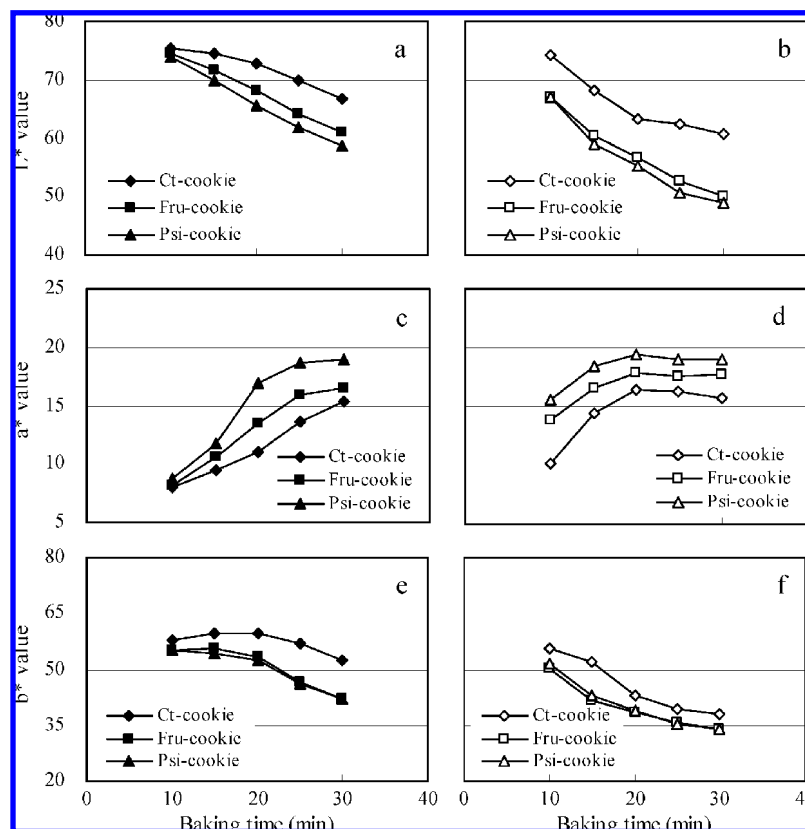 80
70
60
50
40
L* value
a
Ct-cookie
Fru-cookie
Psi-cookie
b
Ct-cookie
Fru-cookie
Psi-cookie
25
20
15
10
5
a* value
c
Ct-cookie
Fru-cookie
Psi-cookie
d
Ct-cookie
Fru-cookie
Psi-cookie
80
65
50
35
20
b* value
e
Ct-cookie
Fru-cookie
Psi-cookie
f
Ct-cookie
Fru-cookie
Psi-cookie
0 10 20 30 40
0 10 20 30
Baking time (min)
Baking time (min)